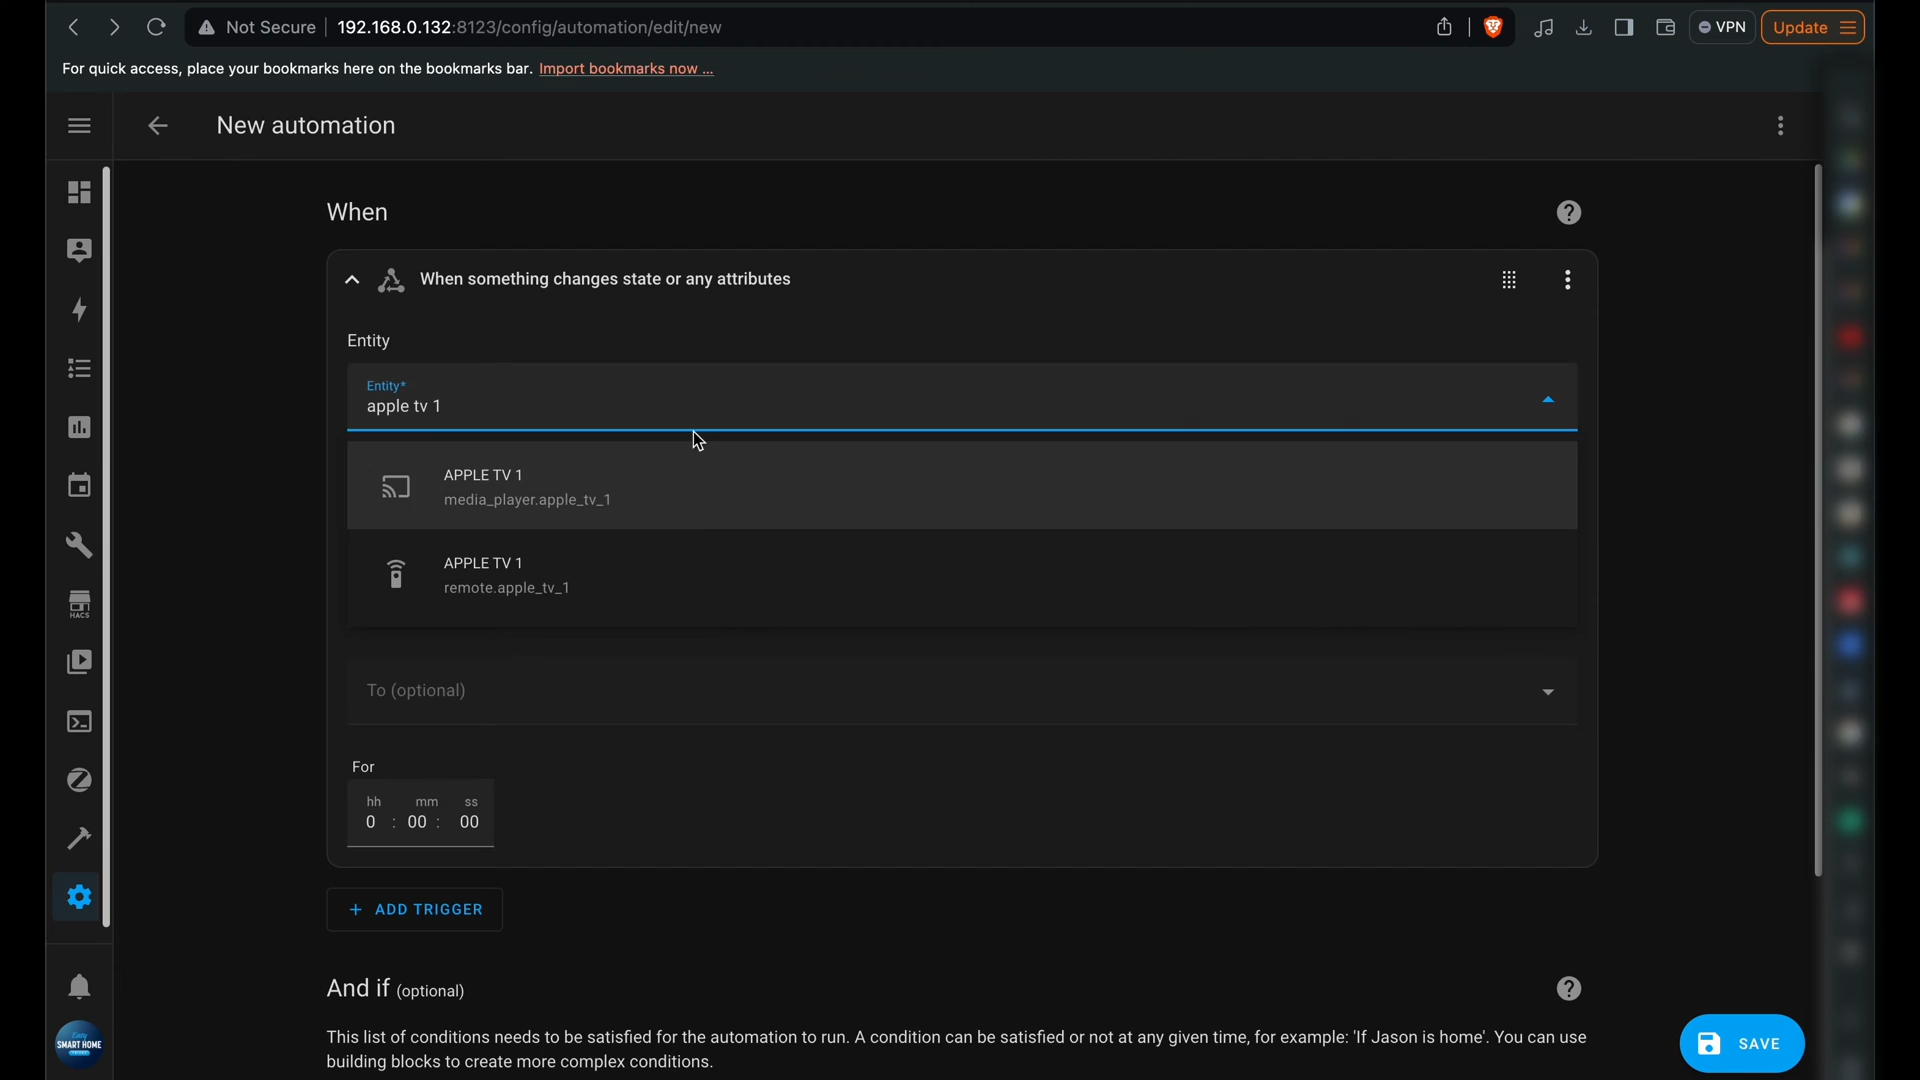 Not Secure
192.168.0.132:8123/config/automation/edit/new
VPN
Update
For quick access, place your bookmarks here on the bookmarks bar. Import bookmarks now ...
New automation
When
When something changes state or any attributes
Entity
Entity*
apple tv 1
APPLE TV 1
media_player.apple_tv_1
APPLE TV 1
remote.apple_tv_1
To (optional)
For
hh mm ss
0 : 00 : 00
+ ADD TRIGGER
And if (optional)
This list of conditions needs to be satisfied for the automation to run. A condition can be satisfied or not at any given time, for example: 'If Jason is home'. You can use
building blocks to create more complex conditions.
SAVE
HACS
SMART HOME